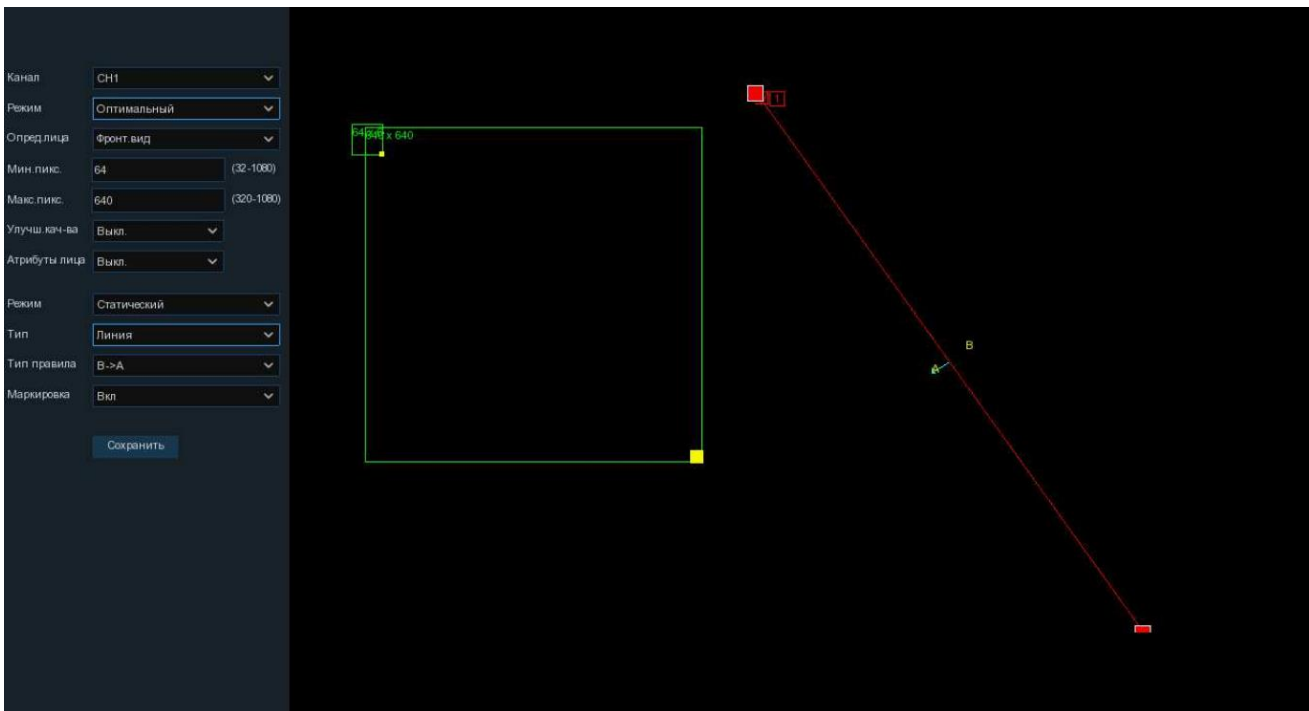 Канал CH1
Режим Оптимальный
Опред.лица Фронт.вид
Мин.пикс. 64 (32-1080)
Макс.пикс. 640 (320-1080)
Улучш.кач-ва Выкл.
Атрибуты лица Выкл.
Режим Статический
Тип Линия
Тип правила B->A
Маркировка Вкл
Сохранить
x 640
1
B
A